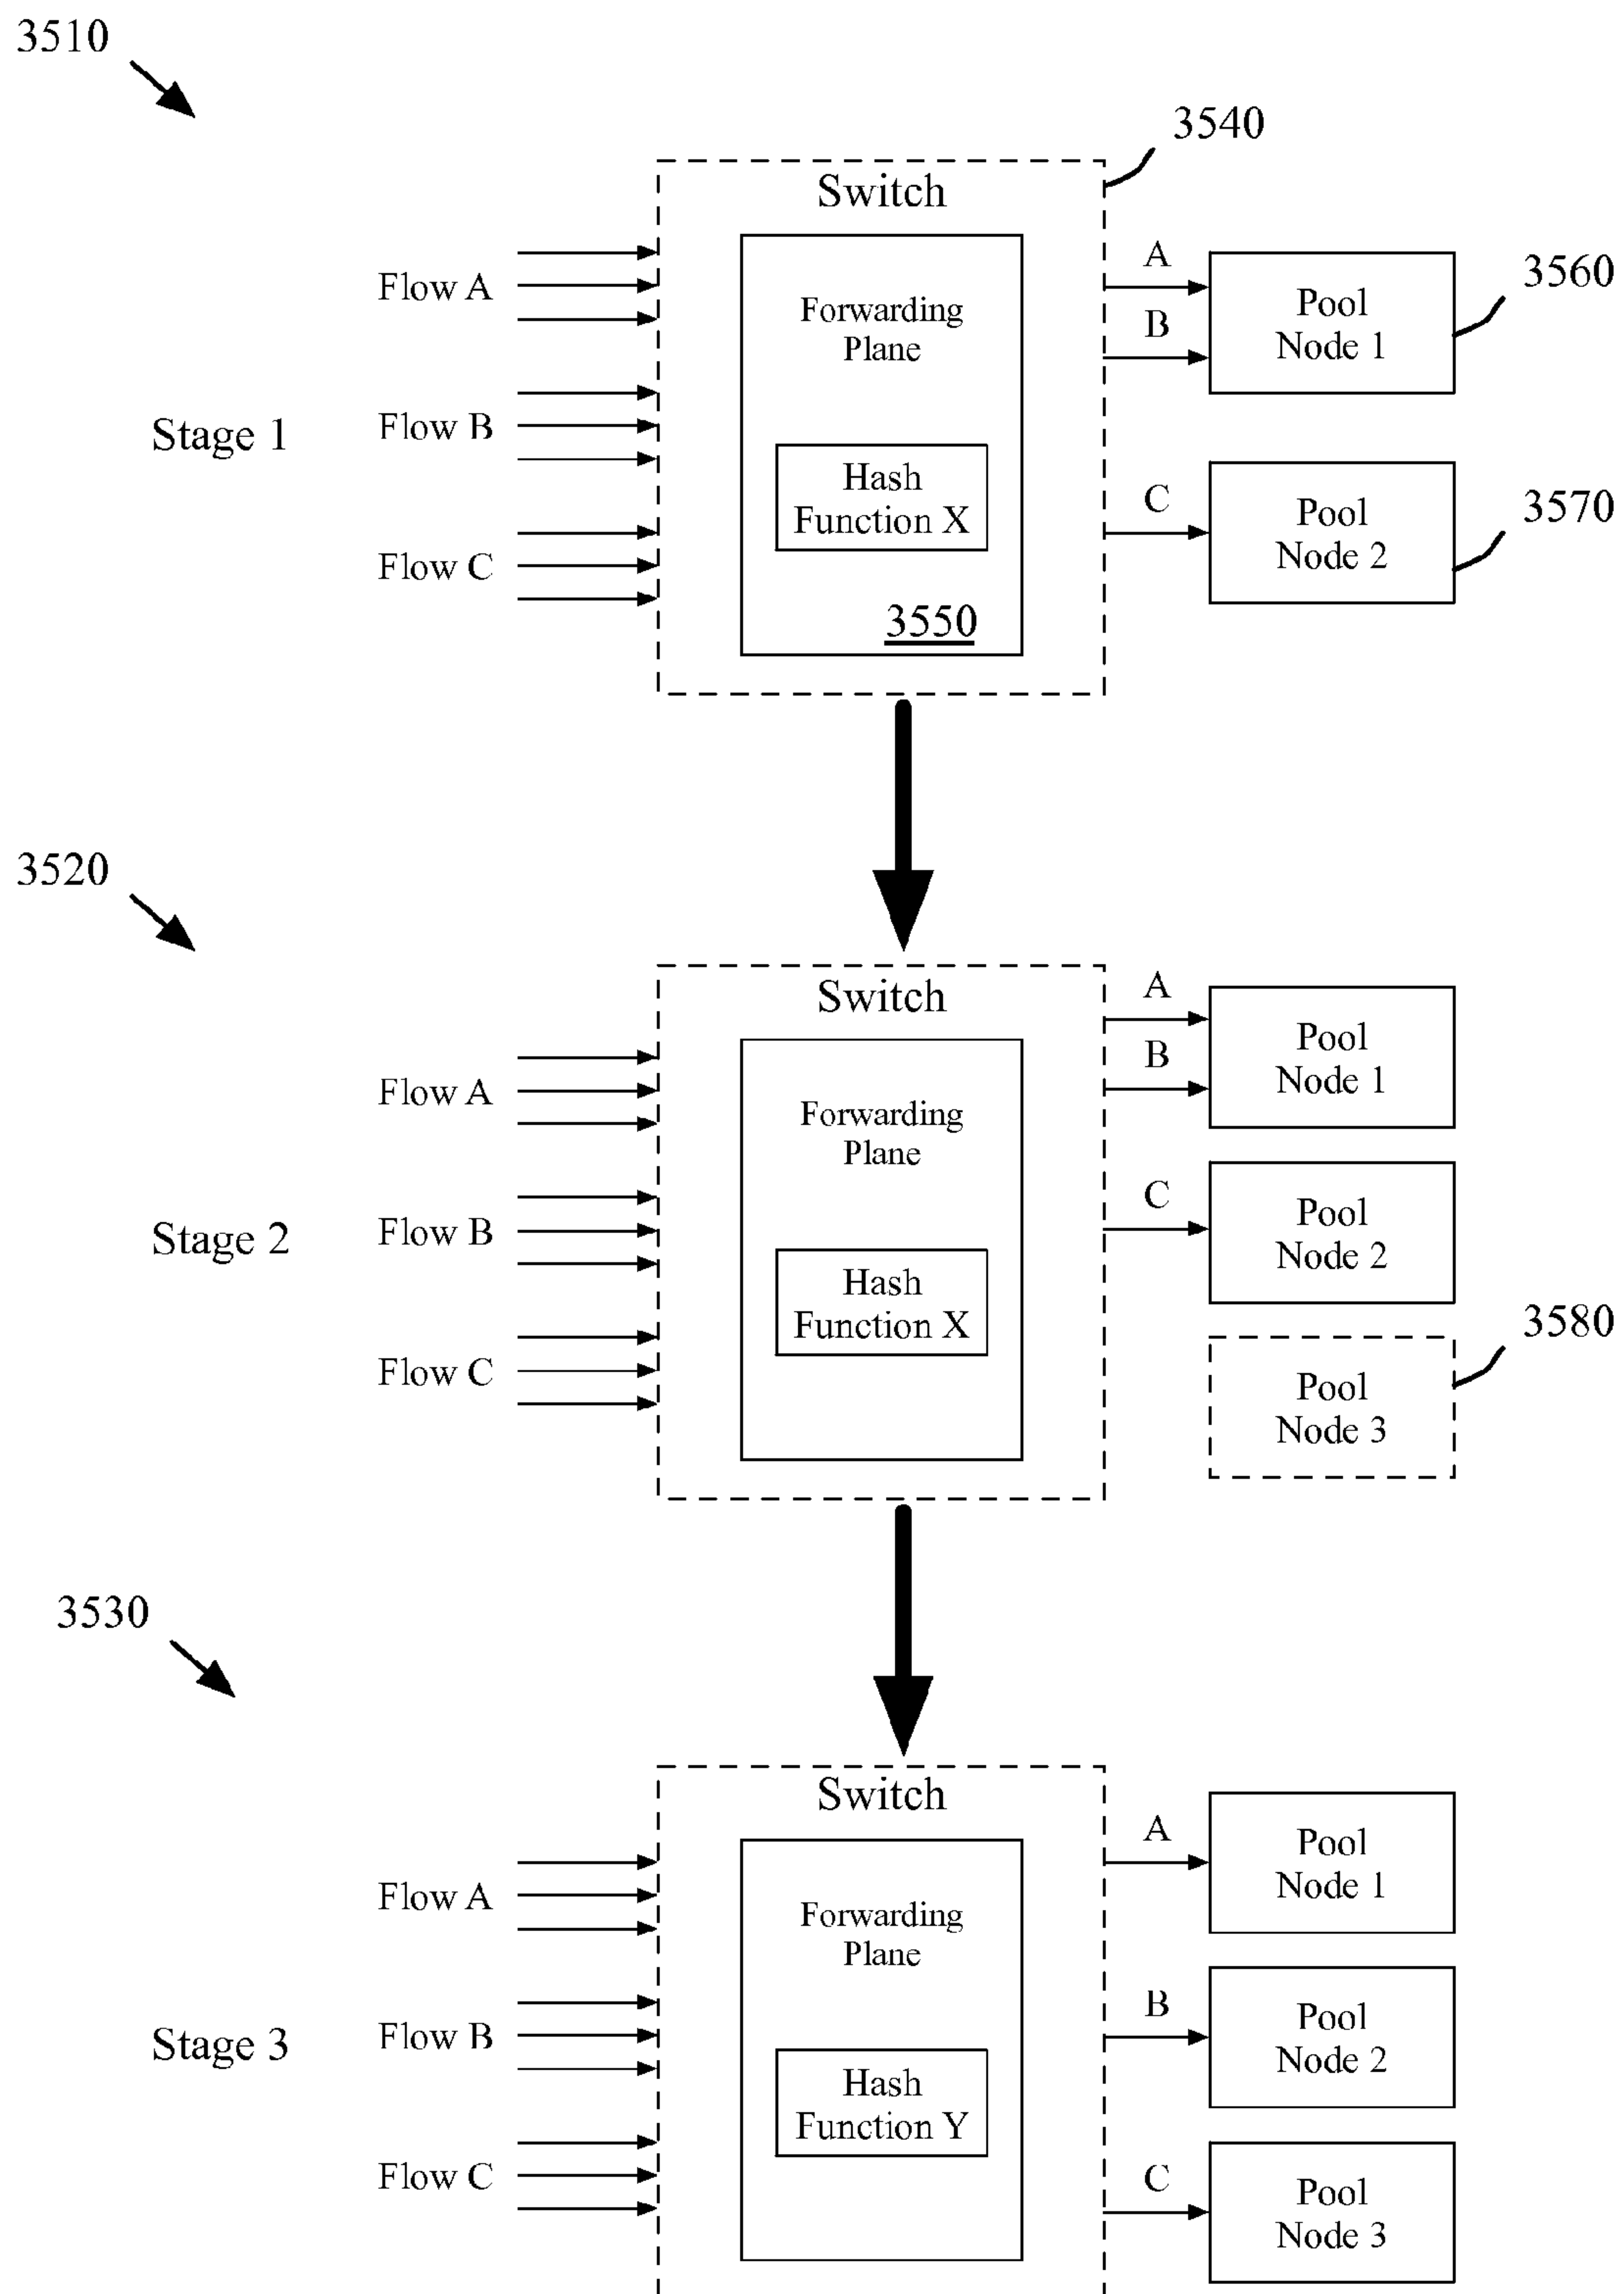 3510
3540
Switch
Flow A
Forwarding
Plane
A
B
Pool
Node 1
3560
Stage 1
Flow B
Hash
Function X
C
Pool
Node 2
3570
Flow C
3550
3520
Switch
Flow A
Forwarding
Plane
A
B
Pool
Node 1
Stage 2
Flow B
Hash
Function X
C
Pool
Node 2
Flow C
Pool
Node 3
3580
3530
Switch
Flow A
Forwarding
Plane
A
Pool
Node 1
Stage 3
Flow B
Hash
Function Y
B
Pool
Node 2
Flow C
C
Pool
Node 3